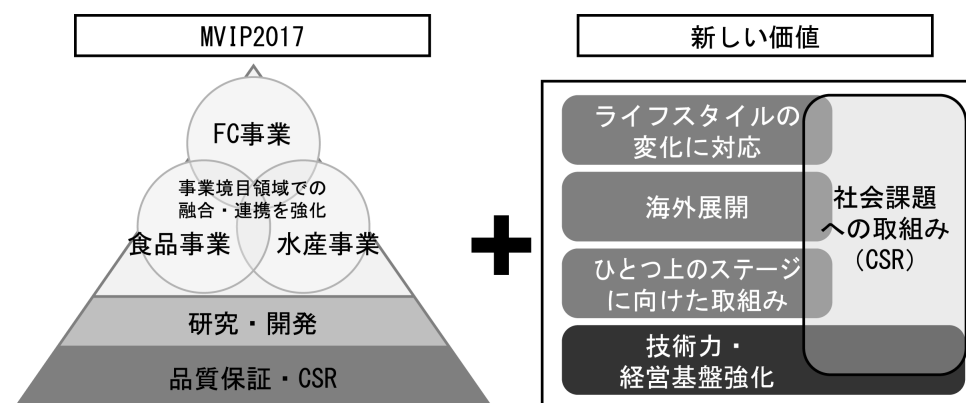 MVIP2017
FC事業
事業境目領域での
融合・連携を強化
食品事業
水産事業
研究・開発
品質保証・CSR
新しい価値
ライフスタイルの
変化に対応
海外展開
ひとつ上のステージ
に向けた取組み
技術力・
経営基盤強化
社会課題
への取組み
(CSR)